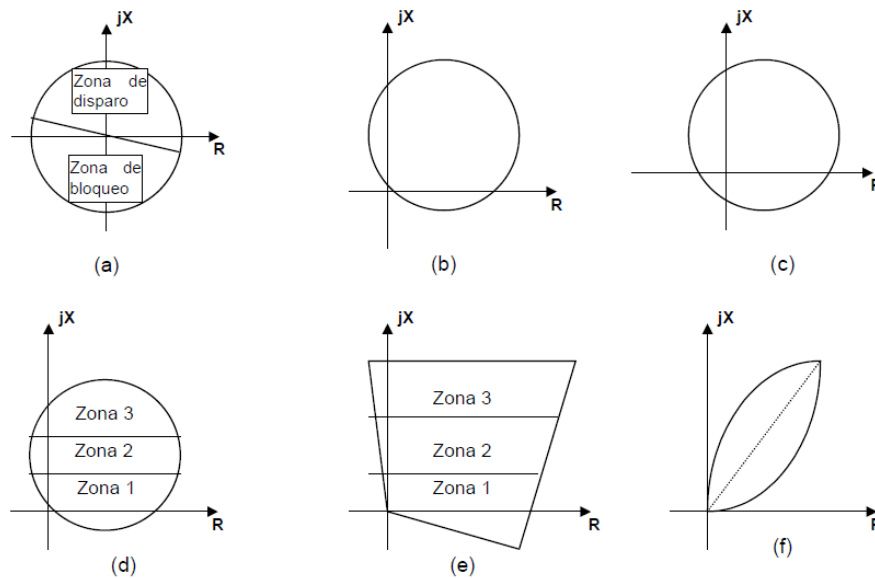 jX
Zona de
disparo
R
Zona de
bloqueo
(a)
jX
R
(b)
jX
R
(c)
jX
Zona 3
Zona 2
Zona 1
R
(d)
jX
Zona 3
Zona 2
Zona 1
R
(e)
jX
R
(f)